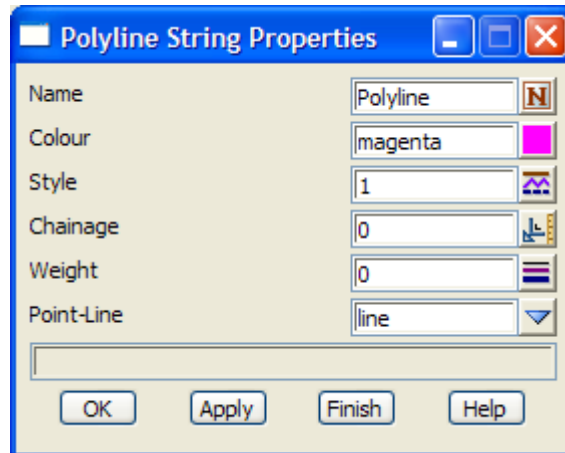 Polyline String Properties
Name Polyline N
Colour magenta
Style 1
Chainage 0
Weight 0
Point-Line line
OK Apply Finish Help